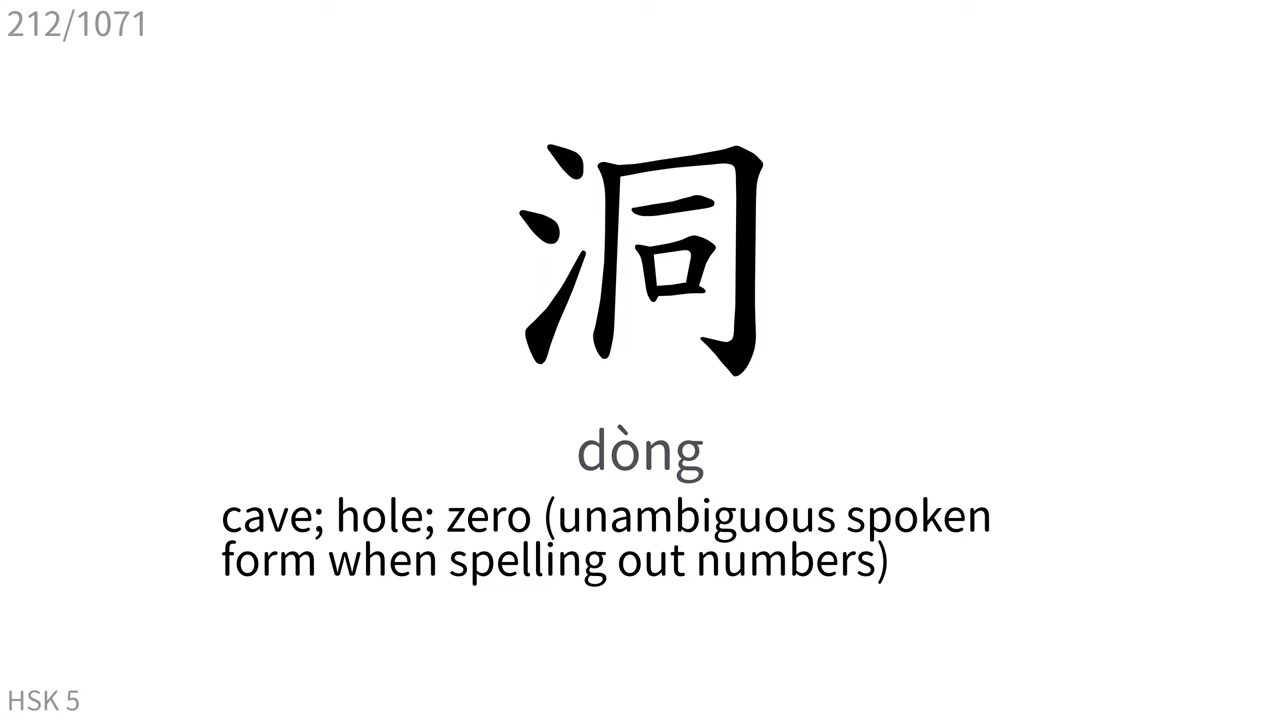 212/1071
洞
dòng
cave; hole; zero (unambiguous spoken
form when spelling out numbers)
HSK 5